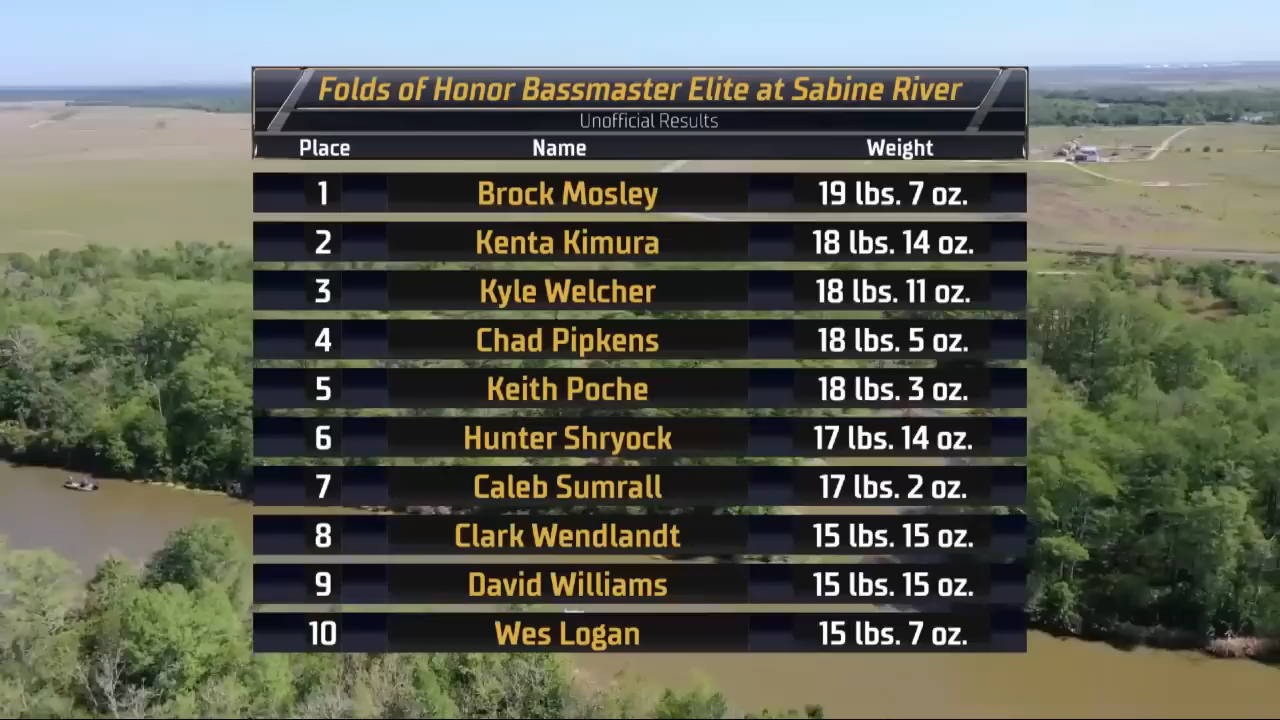 Folds of Honor Bassmaster Elite at Sabine River
Unofficial Results
Place Name Weight
1 Brock Mosley 19 lbs. 7 oz.
2 Kenta Kimura 18 lbs. 14 oz.
3 Kyle Welcher 18 lbs. 11 oz.
4 Chad Pipkens 18 lbs. 5 oz.
5 Keith Poche 18 lbs. 3 oz.
6 Hunter Shryock 17 lbs. 14 oz.
7 Caleb Sumrall 17 lbs. 2 oz.
8 Clark Wendlandt 15 lbs. 15 oz.
9 David Williams 15 lbs. 15 oz.
10 Wes Logan 15 lbs. 7 oz.